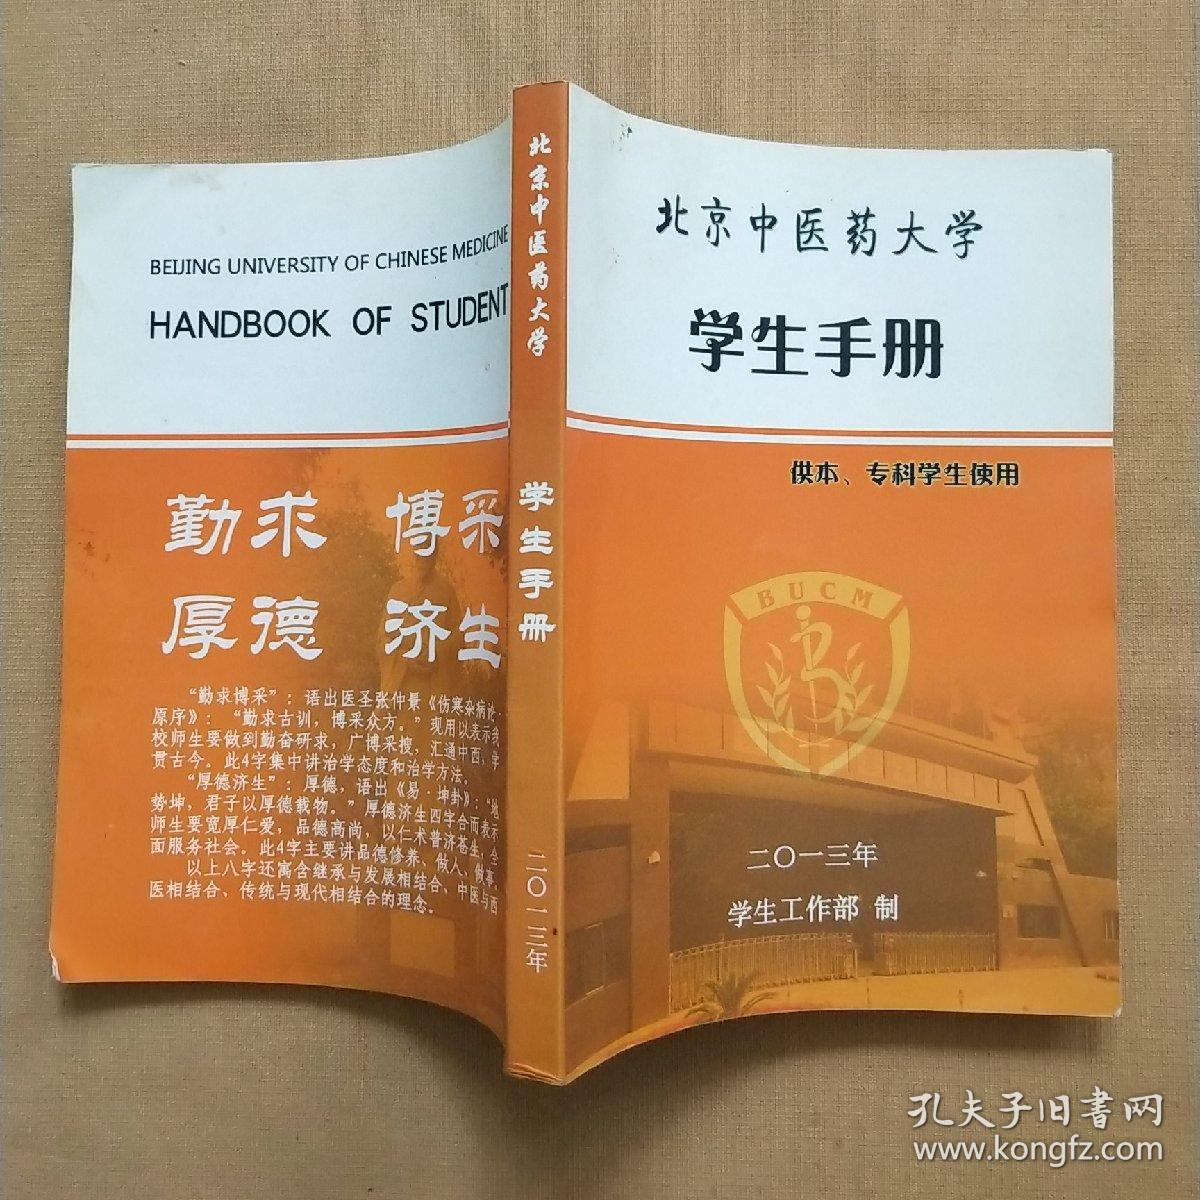 BEIJING UNIVERSITY OF CHINESE MEDICINE
HANDBOOK OF STUDENT
勤求 博采
厚德 济生
“勤求博采”：语出医圣张仲景《伤寒杂病论·
原序》：“勤求古训，博采众方。”现用以表示我
校师生要做到勤奋研求，广博采搜，汇通中西、学
贯古今。此4字集中讲治学态度和治学方法。
“厚德济生”：厚德，语出《易·坤卦》：“地
势坤，君子以厚德载物。”厚德济生四字合而表示
师生要宽厚仁爱，品德高尚，以仁术普济苍生，全
面服务社会。此4字主要讲品德修养、做人、做事。
以上八字还寓含继承与发展相结合、中医与西
医相结合、传统与现代相结合的理念。
北京中医药大学
学生手册
二〇一三年
北京中医药大学
学生手册
供本、专科学生使用
BUCM
二〇一三年
学生工作部 制
孔夫子旧书网
www.kongfz.com